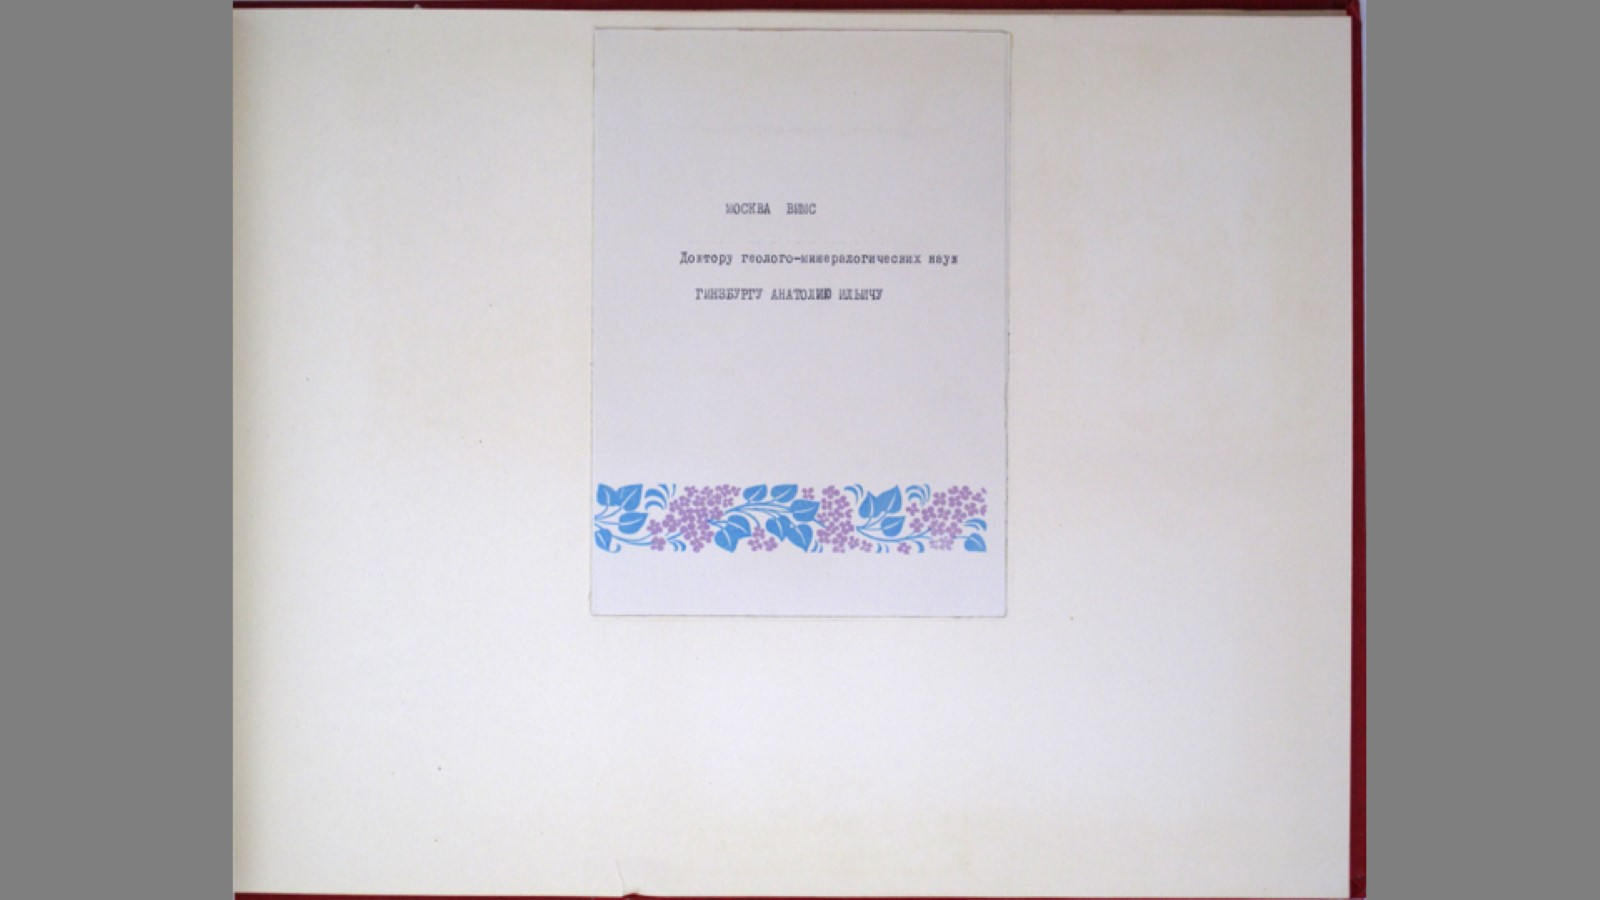 МОСКВА ВИМС
Доктору геолого-минералогических наук
ГИНЗБУРГУ АНАТОЛИЮ ИЛЬИЧУ